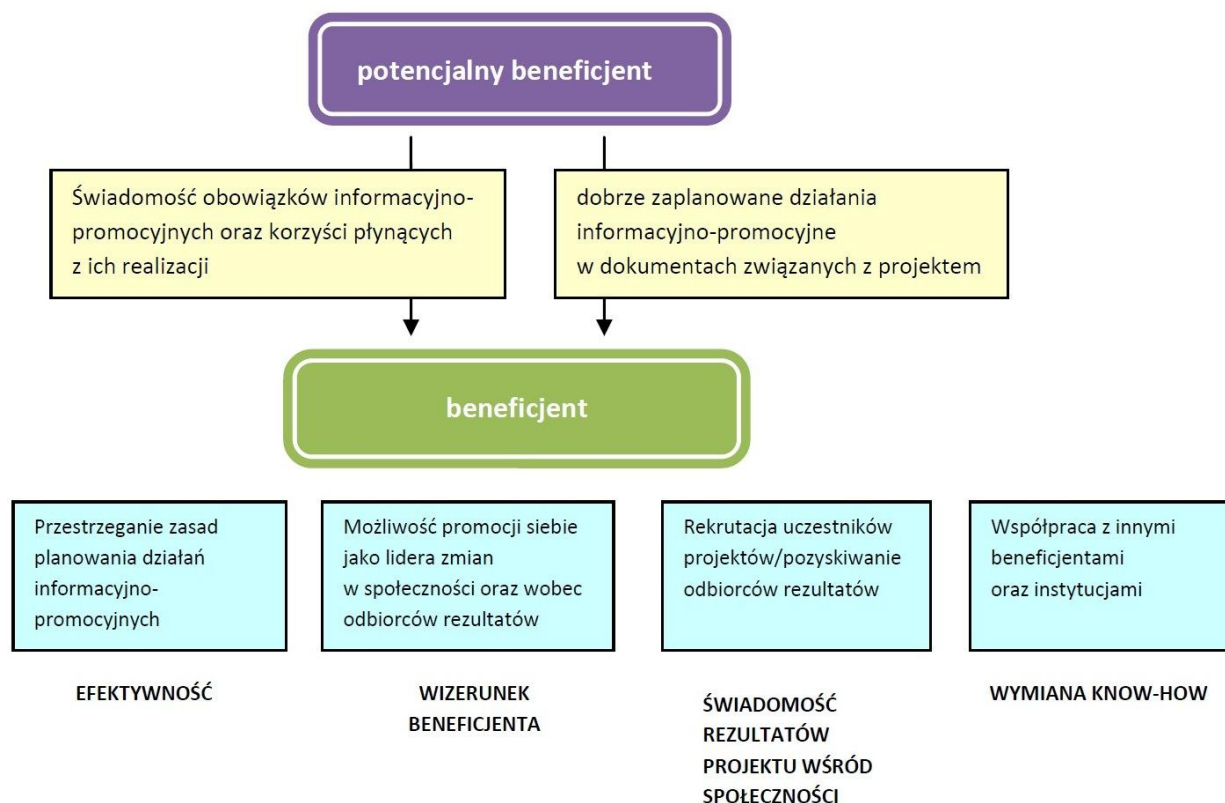 potencjalny beneficjent
Świadomość obowiązków informacyjno-
promocyjnych oraz korzyści płynących
z ich realizacji
dobrze zaplanowane działania
informacyjno-promocyjne
w dokumentach związanych z projektem
beneficjent
Przestrzeganie zasad
planowania działań
informacyjno-
promocyjnych
Możliwość promocji siebie
jako lidera zmian
w społeczności oraz wobec
odbiorców rezultatów
Rekrutacja uczestników
projektów/pozyskiwanie
odbiorców rezultatów
Współpraca z innymi
beneficjentami
oraz instytucjami
EFEKTYWNOŚĆ
WIZERUNEK
BENEFICJENTA
ŚWIADOMOŚĆ
REZULTATÓW
PROJEKTU WŚRÓD
SPOŁECZNOŚCI
WYMIANA KNOW-HOW